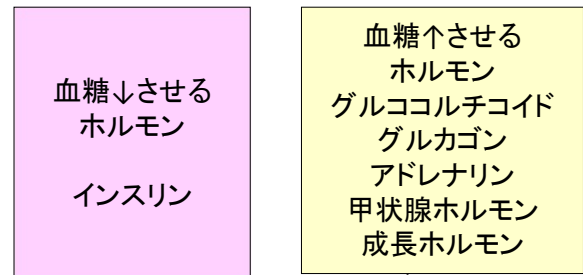 血糖↓させる
ホルモン
インスリン
血糖↑させる
ホルモン
グルココルチコイド
グルカゴン
アドレナリン
甲状腺ホルモン
成長ホルモン